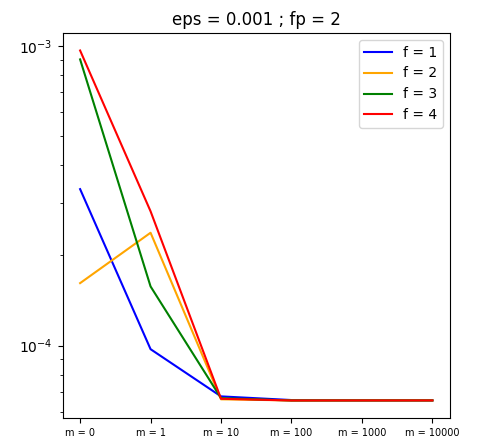 eps = 0.001 ; fp = 2
10⁻³
10⁻⁴
f = 1
f = 2
f = 3
f = 4
m = 0 m = 1 m = 10 m = 100 m = 1000 m = 10000